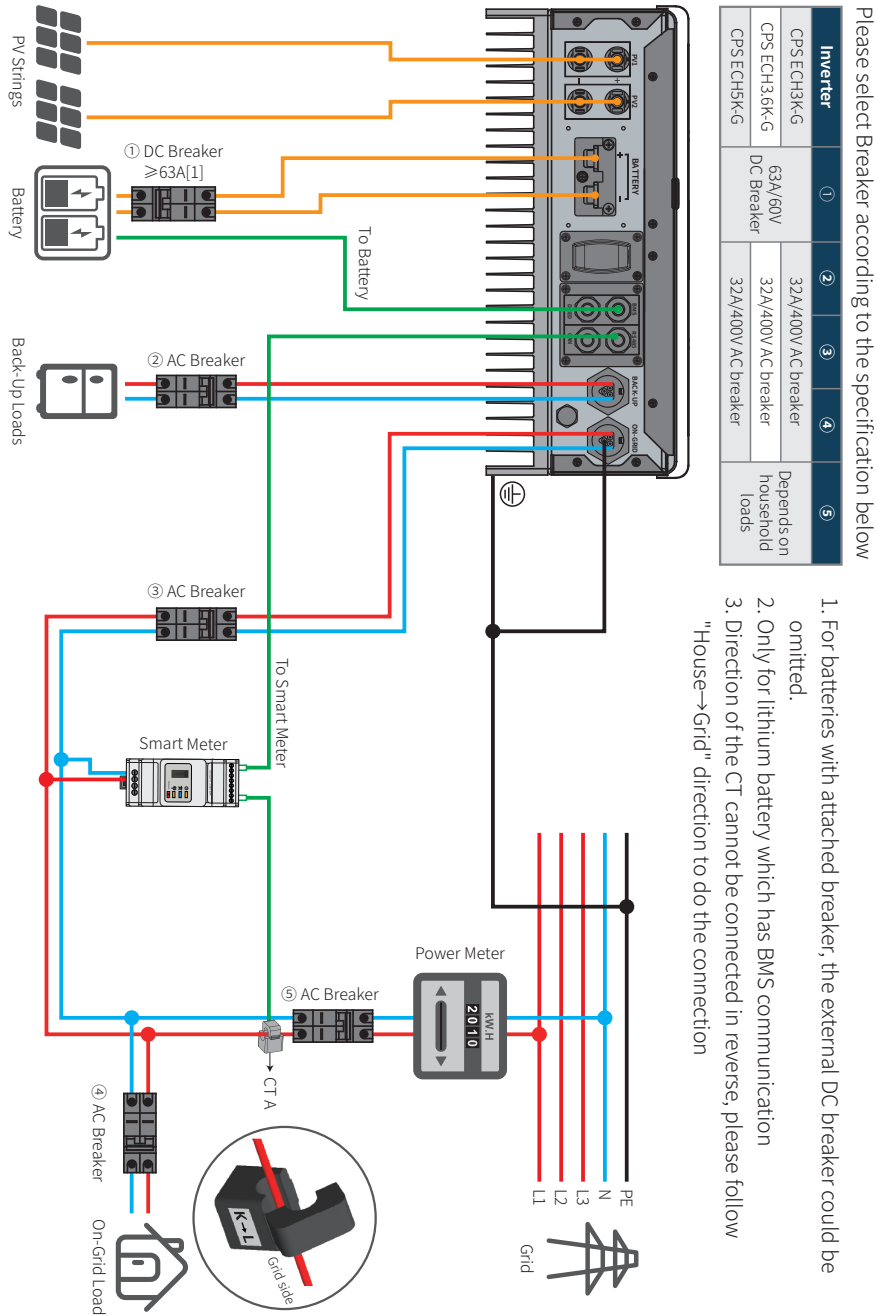 Please select Breaker according to the specification below
Inverter ① ② ③ ④ ⑤
CPS ECH3K-G
63A/60V
DC Breaker
32A/400V AC breaker
Depends on
household
loads
CPS ECH3.6K-G
32A/400V AC breaker
CPS ECH5K-G
32A/400V AC breaker
1. For batteries with attached breaker, the external DC breaker could be
omitted.
2. Only for lithium battery which has BMS communication
3. Direction of the CT cannot be connected in reverse, please follow
"House→Grid" direction to do the connection
PV1
PV2
+
-
BATTERY
+
-
BMS
RS485
BACK-UP
ON-GRID
PV Strings
① DC Breaker
≥63A[1]
Battery
To Battery
② AC Breaker
Back-Up Loads
③ AC Breaker
To Smart Meter
Smart Meter
Power Meter
kW.H
2010
⑤ AC Breaker
CT A
④ AC Breaker
On-Grid Load
K→L
Grid side
PE
N
L3
L2
L1
Grid